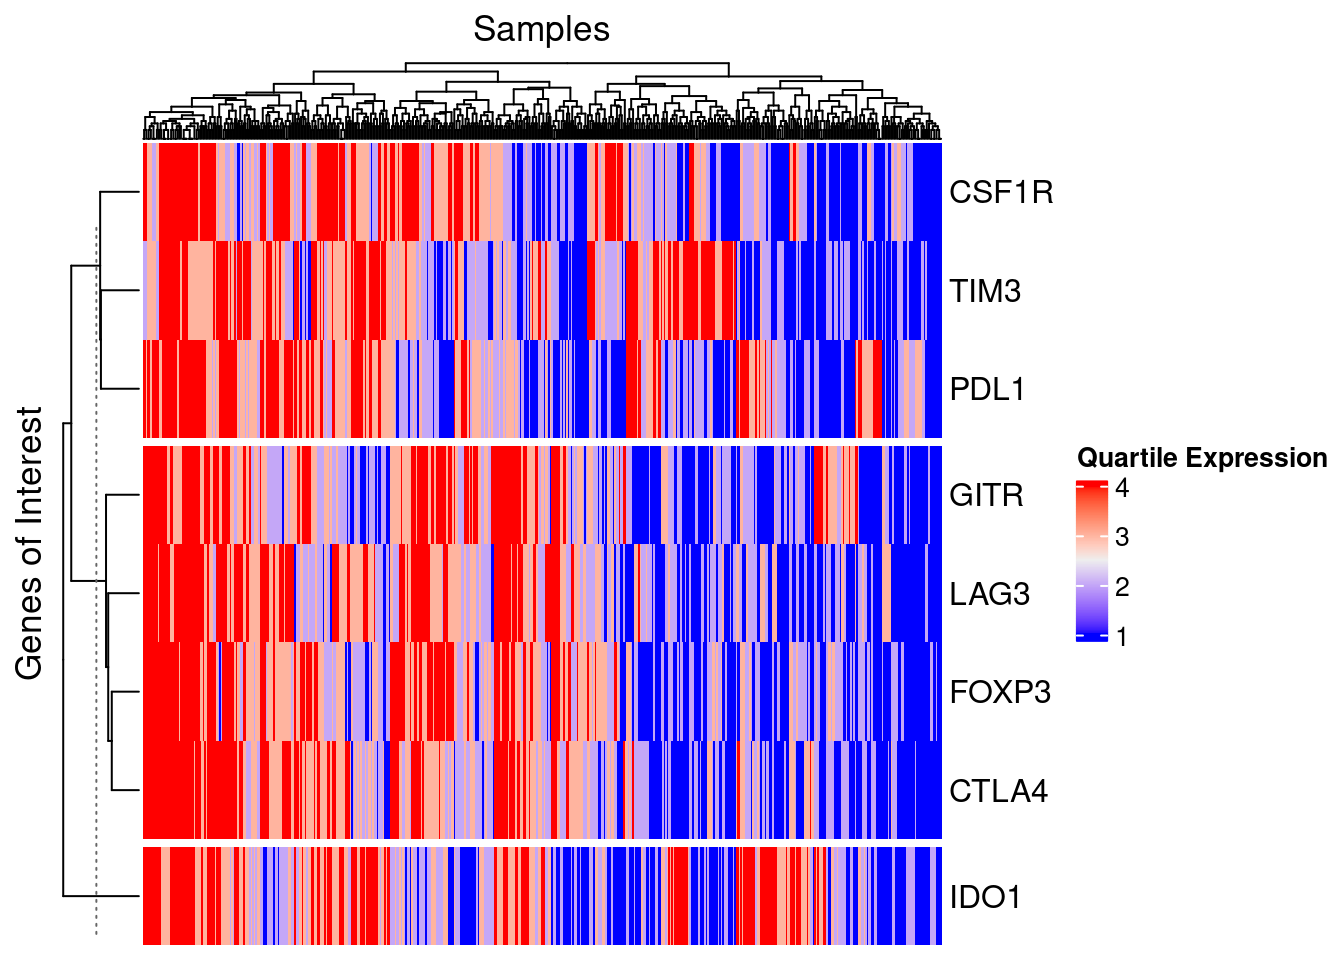 Samples
Genes of Interest
CSF1R
TIM3
PDL1
GITR
LAG3
FOXP3
CTLA4
IDO1
Quartile Expression
4
3
2
1